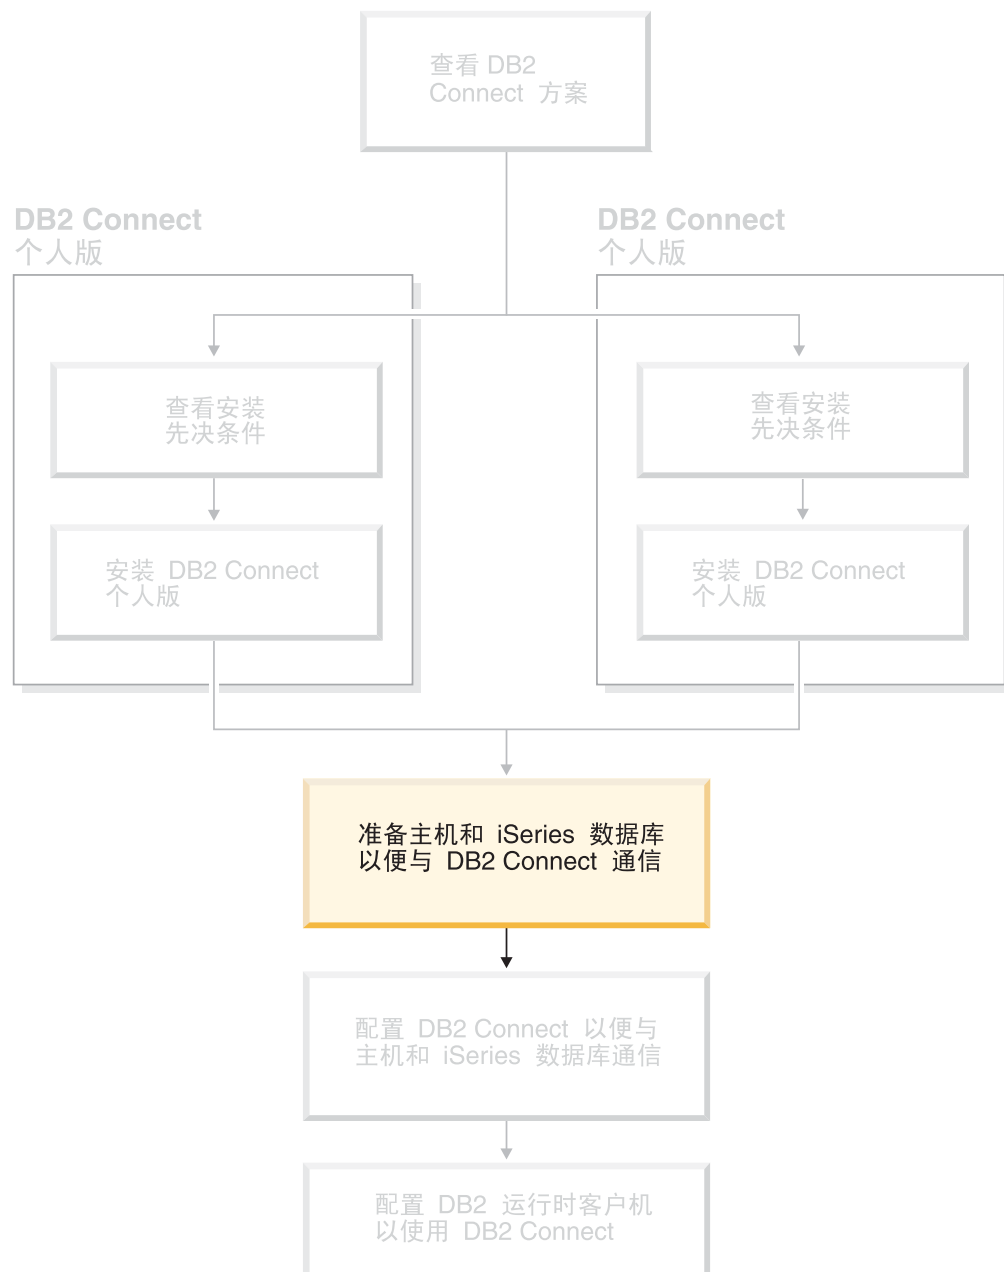 查看 DB2
Connect 方案
DB2 Connect
个人版
查看安装
先决条件
安装 DB2 Connect
个人版
DB2 Connect
个人版
查看安装
先决条件
安装 DB2 Connect
个人版
准备主机和 iSeries 数据库
以便与 DB2 Connect 通信
配置 DB2 Connect 以便与
主机和 iSeries 数据库通信
配置 DB2 运行时客户机
以使用 DB2 Connect